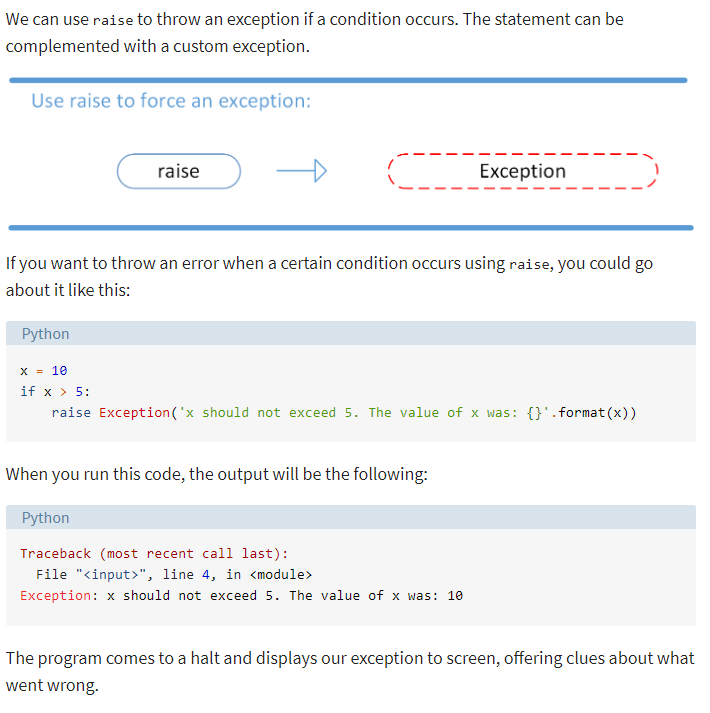 We can use raise to throw an exception if a condition occurs. The statement can be
complemented with a custom exception.
Use raise to force an exception:
raise
Exception
If you want to throw an error when a certain condition occurs using raise, you could go
about it like this:
Python
x = 10
if x > 5:
    raise Exception('x should not exceed 5. The value of x was: {}'.format(x))
When you run this code, the output will be the following:
Python
Traceback (most recent call last):
  File "<input>", line 4, in <module>
Exception: x should not exceed 5. The value of x was: 10
The program comes to a halt and displays our exception to screen, offering clues about what
went wrong.